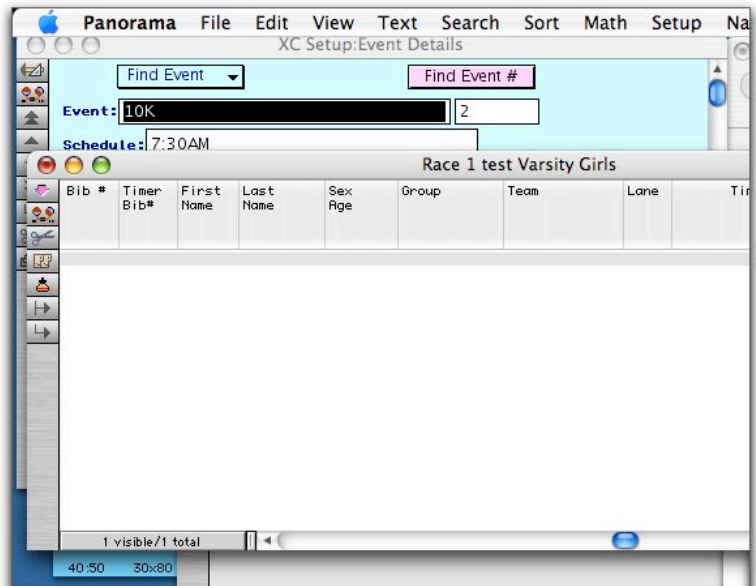 Panorama File Edit View Text Search Sort Math Setup Na
XC Setup:Event Details
Find Event Find Event #
Event: 10K 2
Schedule: 7:30AM
Race 1 test Varsity Girls
Bib # Timer First Last Sex Group Team Lane Tir
Bib# Name Name Age
1 visible/1 total
40:50 30x80